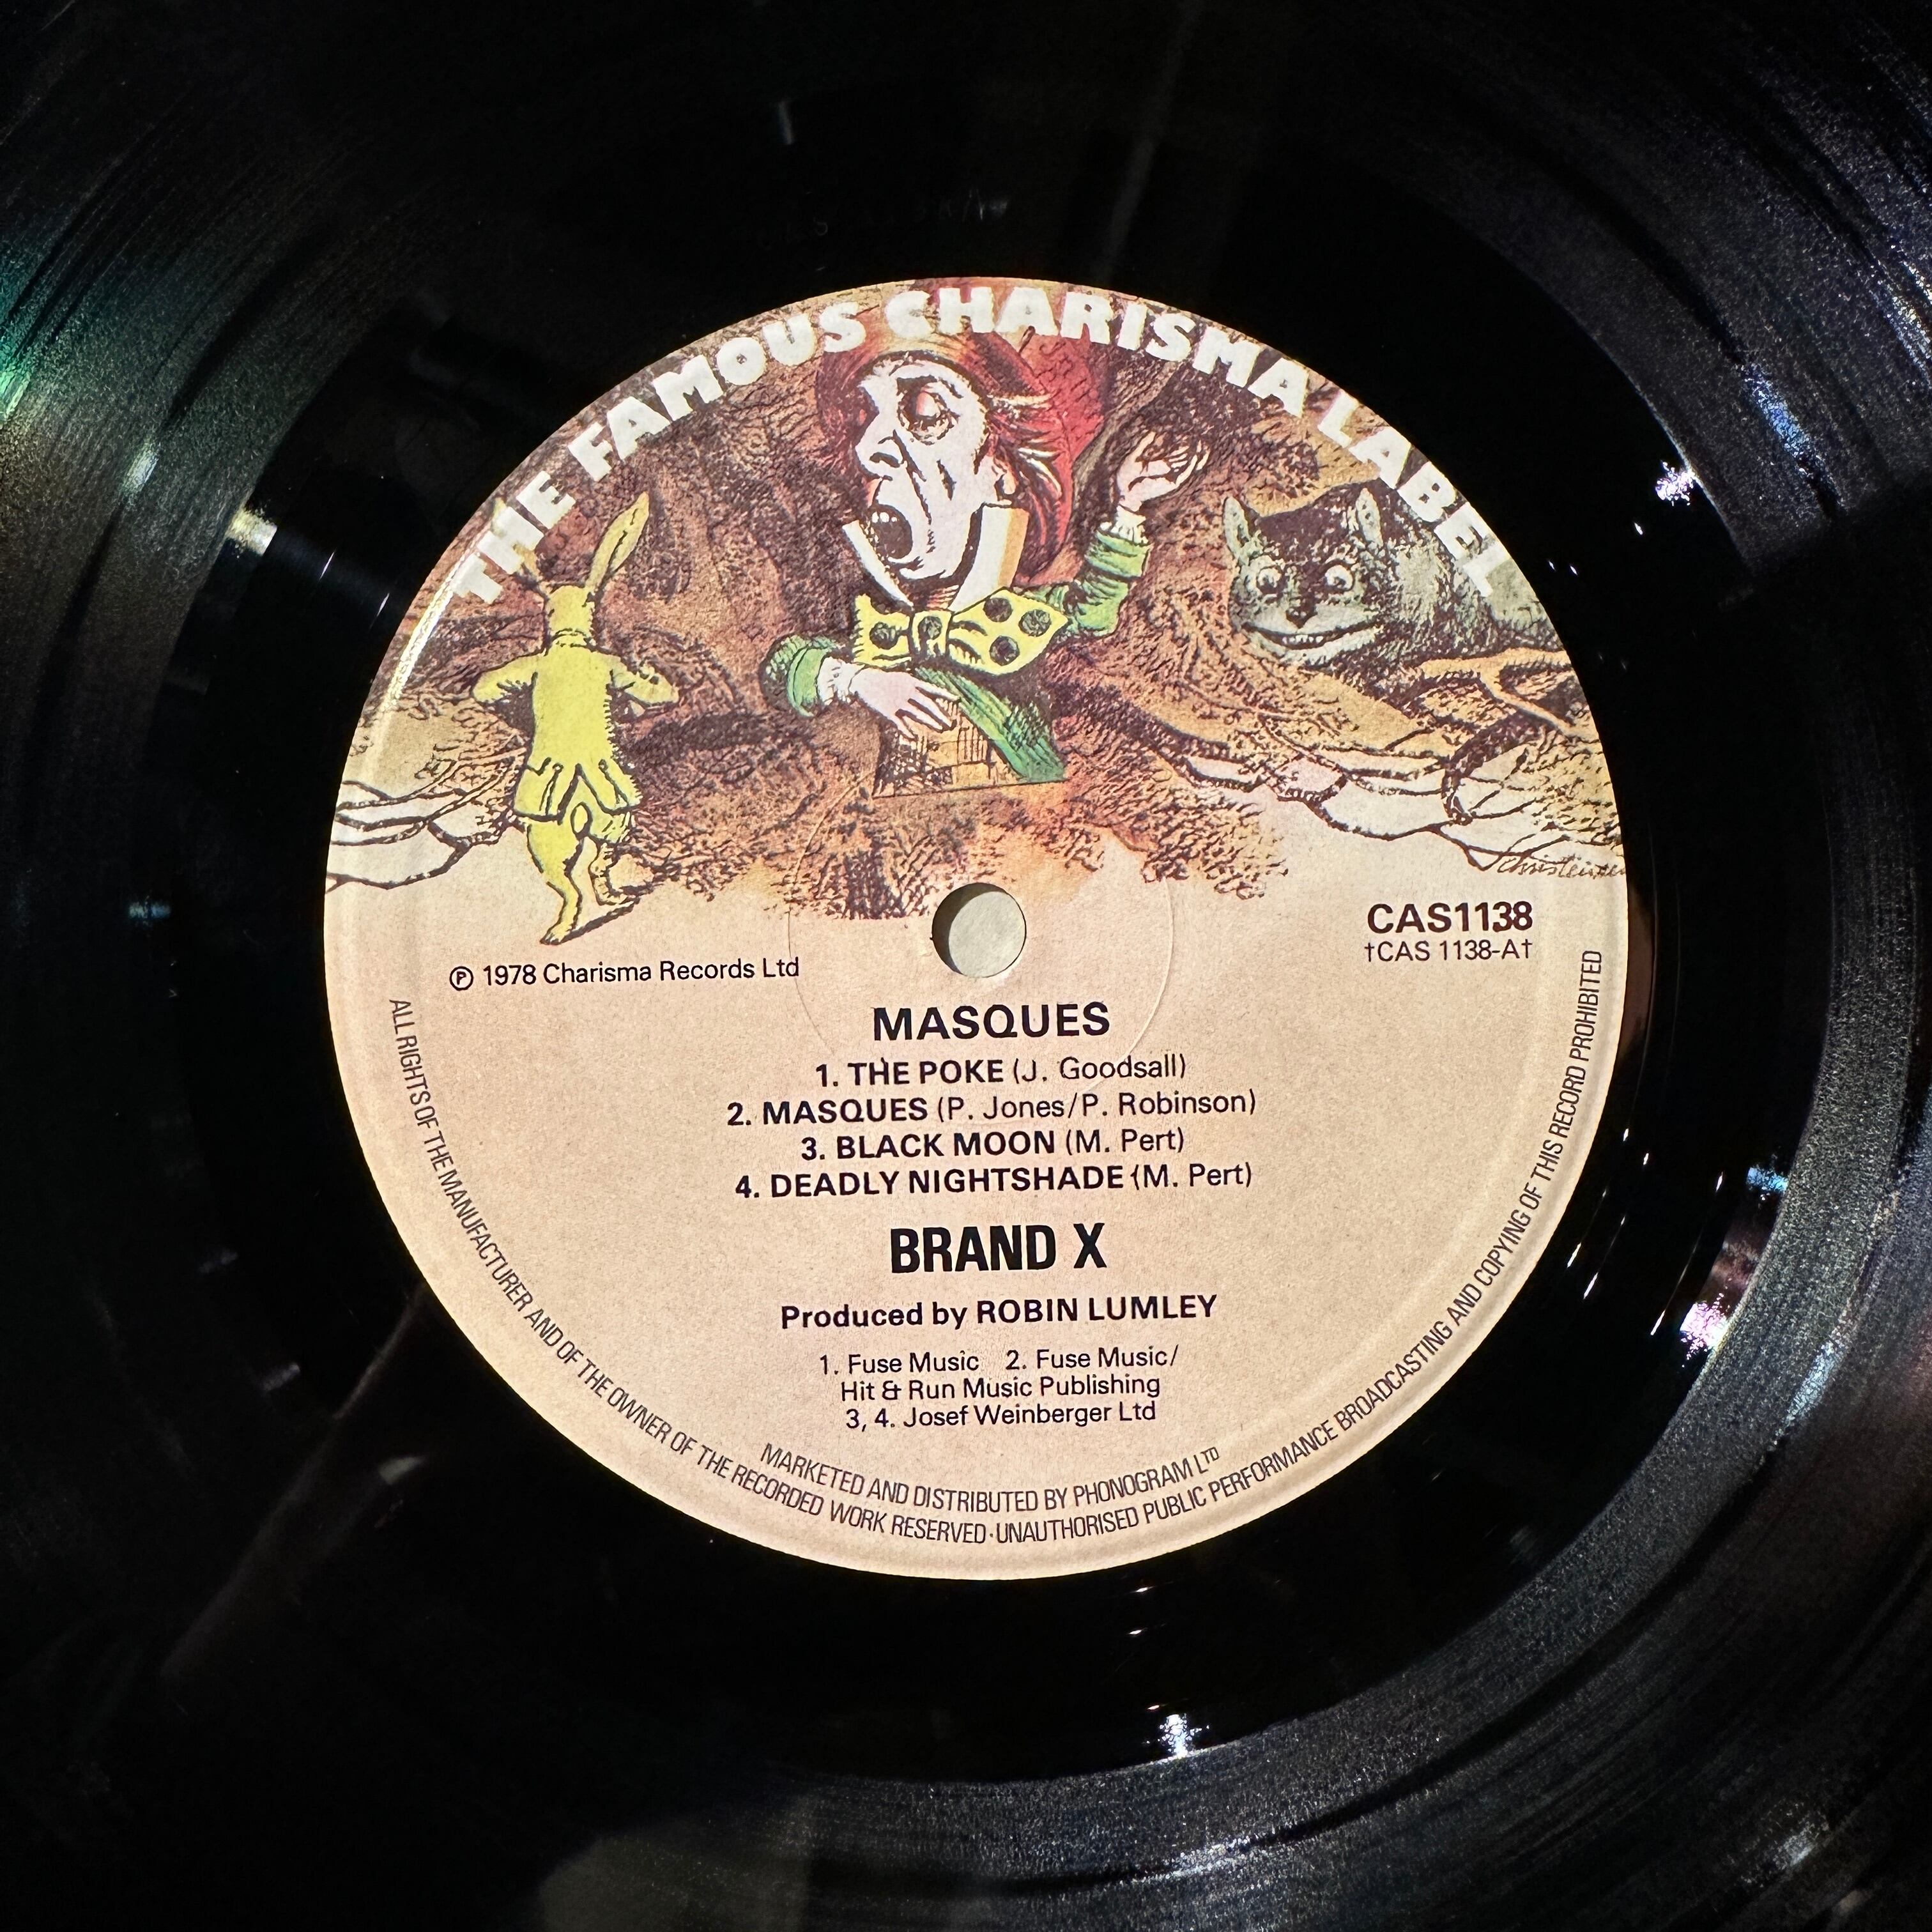 THE FAMOUS CHARISMA LABEL
Christensen
CAS1138
†CAS 1138-A†
Ⓟ 1978 Charisma Records Ltd
MASQUES
1. THE POKE (J. Goodsall)
2. MASQUES (P. Jones/P. Robinson)
3. BLACK MOON (M. Pert)
4. DEADLY NIGHTSHADE (M. Pert)
BRAND X
Produced by ROBIN LUMLEY
1. Fuse Music 2. Fuse Music/
Hit & Run Music Publishing
3, 4. Josef Weinberger Ltd
MARKETED AND DISTRIBUTED BY PHONOGRAM LTD
ALL RIGHTS OF THE MANUFACTURER AND OF THE OWNER OF THE RECORDED WORK RESERVED·UNAUTHORISED PUBLIC PERFORMANCE BROADCASTING AND COPYING OF THIS RECORD PROHIBITED